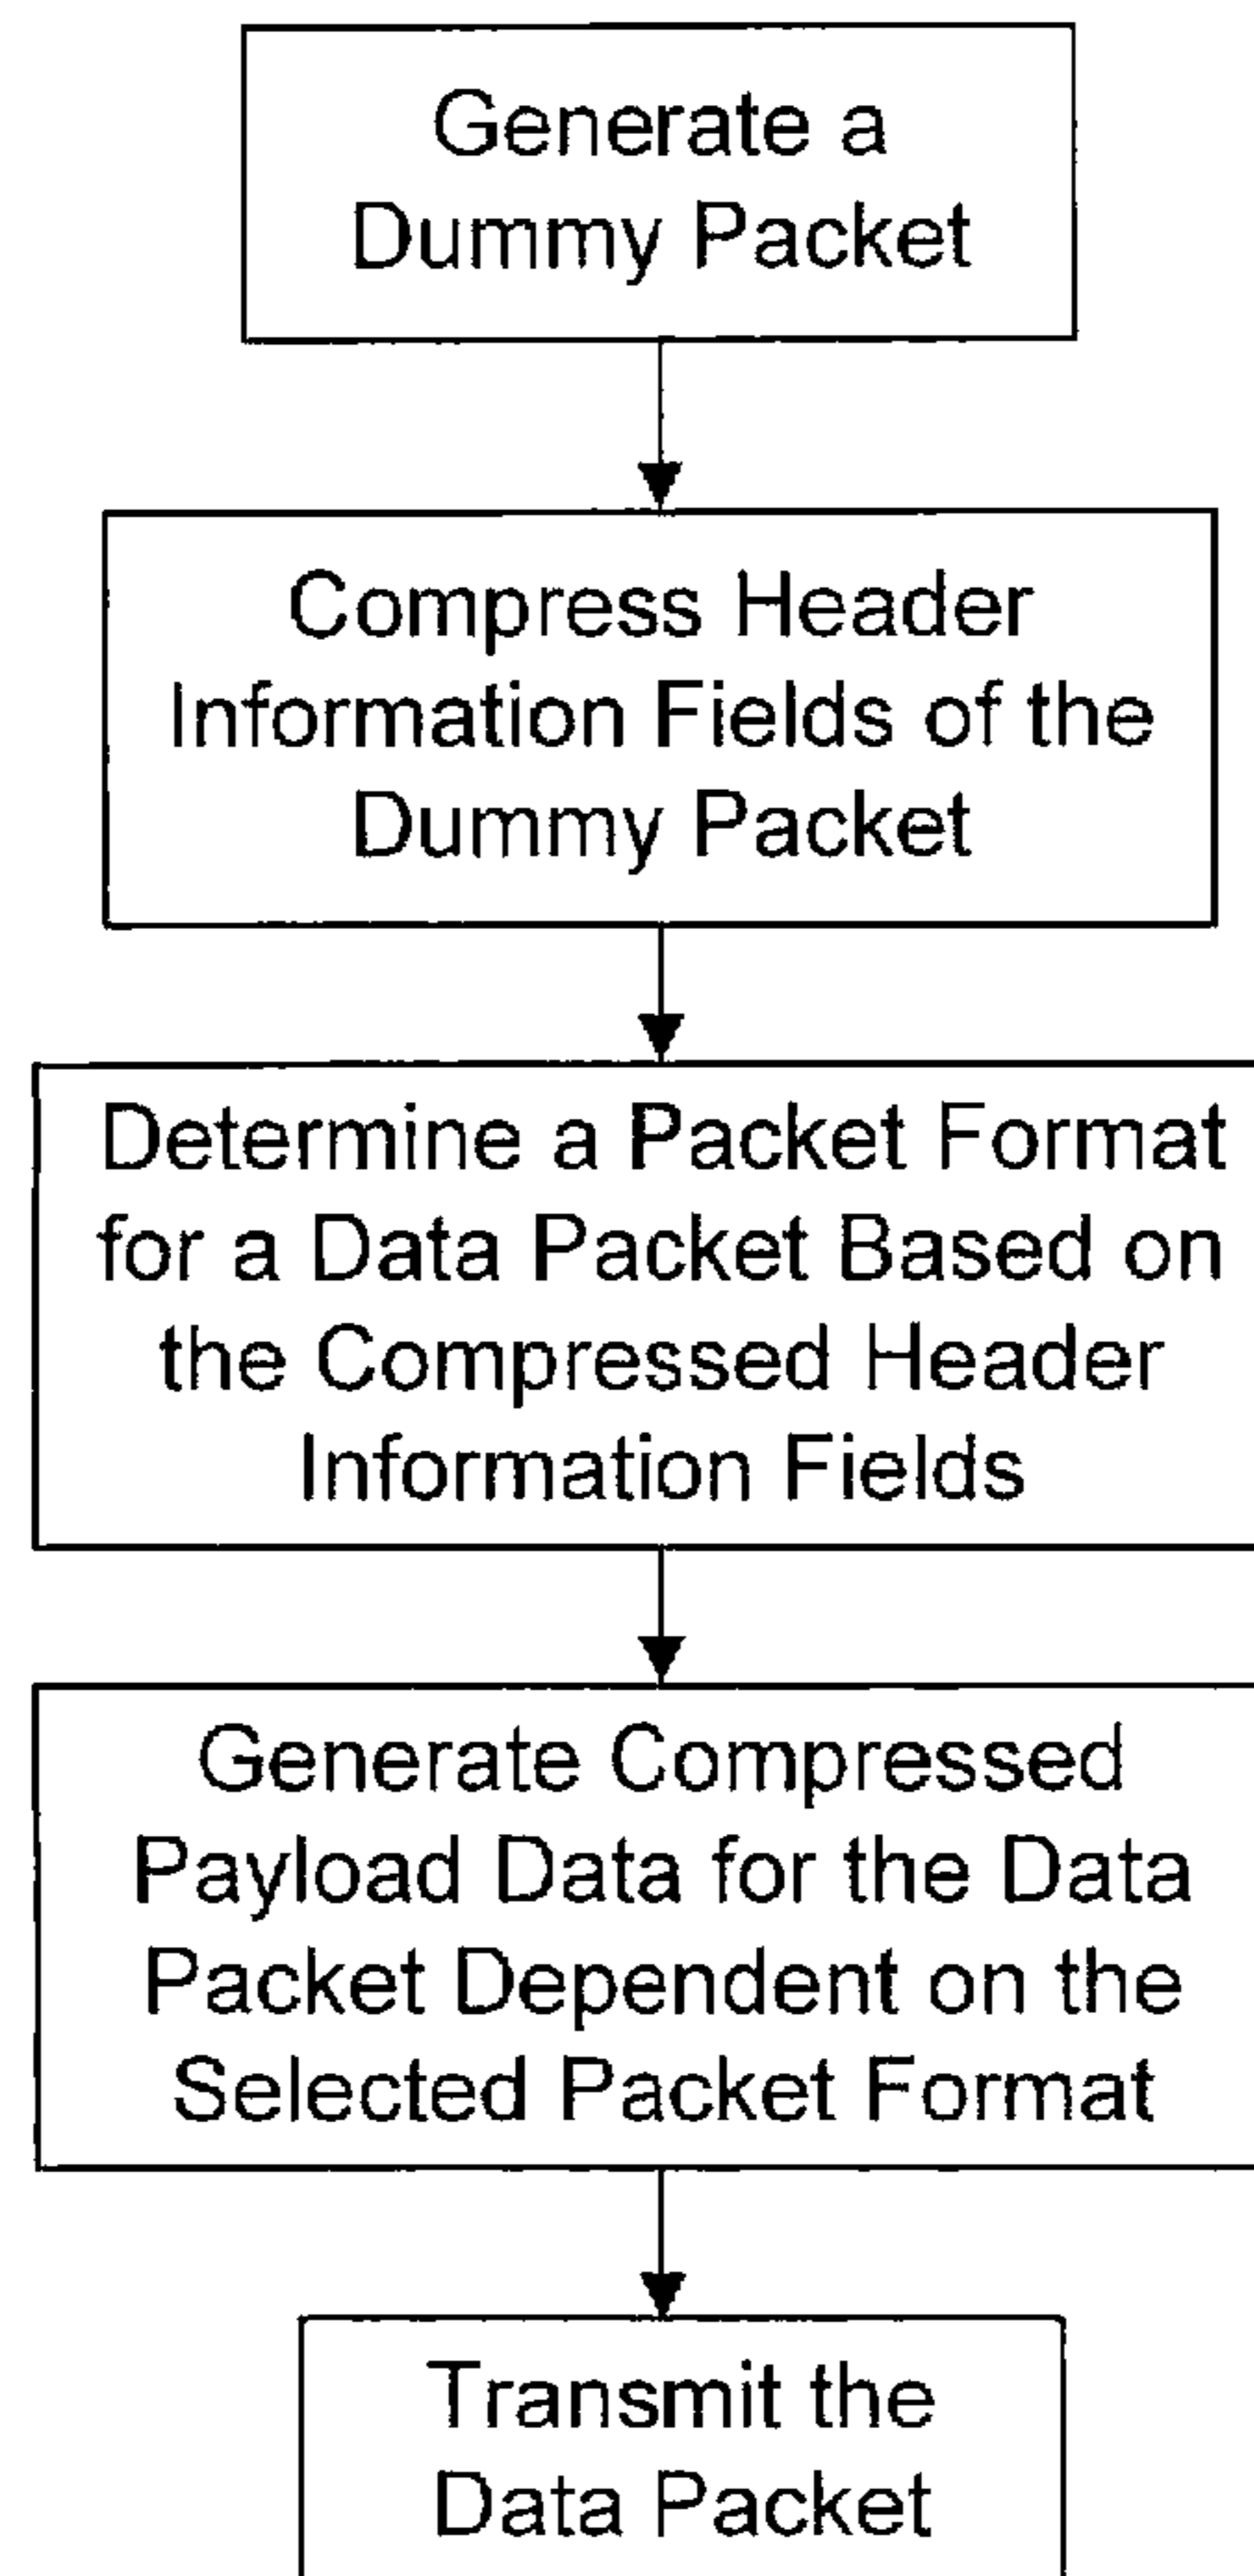 Generate a
Dummy Packet
Compress Header
Information Fields of the
Dummy Packet
Determine a Packet Format
for a Data Packet Based on
the Compressed Header
Information Fields
Generate Compressed
Payload Data for the Data
Packet Dependent on the
Selected Packet Format
Transmit the
Data Packet